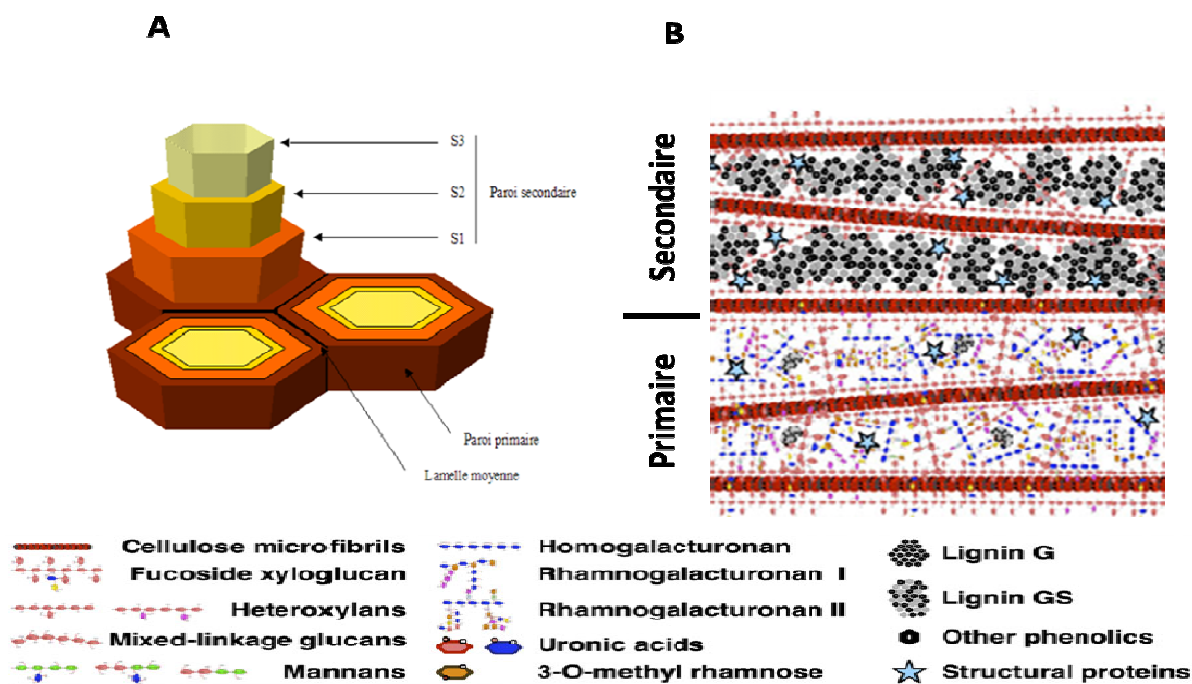 A
B
S3
S2
Paroi secondaire
S1
Paroi primaire
Lamelle moyenne
Secondaire
Primaire
Cellulose microfibrils
Fucoside xyloglucan
Heteroxylans
Mixed-linkage glucans
Mannans
Homogalacturonan
Rhamnogalacturonan I
Rhamnogalacturonan II
Uronic acids
3-O-methyl rhamnose
Lignin G
Lignin GS
Other phenolics
Structural proteins